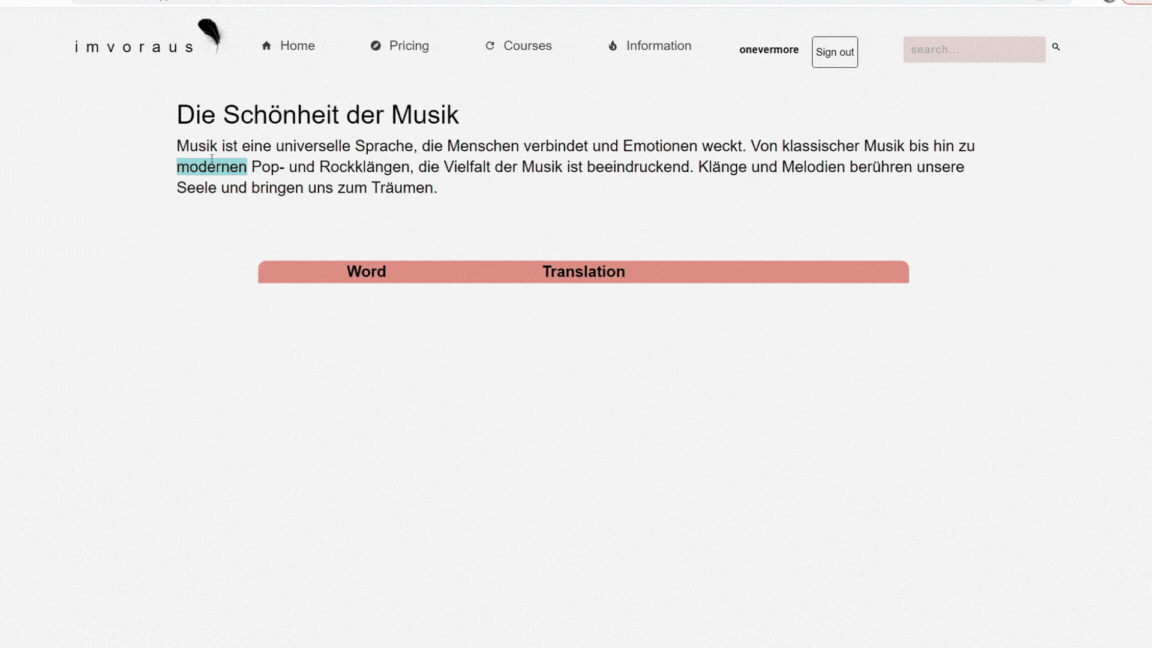 imvoraus
Home
Pricing
Courses
Information
onevermore
Sign out
search...
Die Schönheit der Musik
Musik ist eine universelle Sprache, die Menschen verbindet und Emotionen weckt. Von klassischer Musik bis hin zu
modernen Pop- und Rockklängen, die Vielfalt der Musik ist beeindruckend. Klänge und Melodien berühren unsere
Seele und bringen uns zum Träumen.
Word
Translation